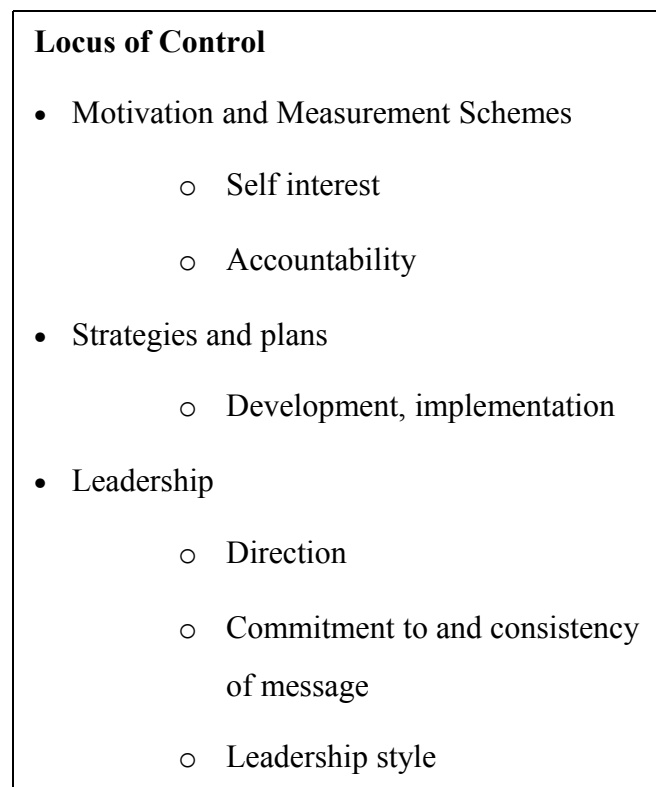 Locus of Control
• Motivation and Measurement Schemes
o Self interest
o Accountability
• Strategies and plans
o Development, implementation
• Leadership
o Direction
o Commitment to and consistency
of message
o Leadership style